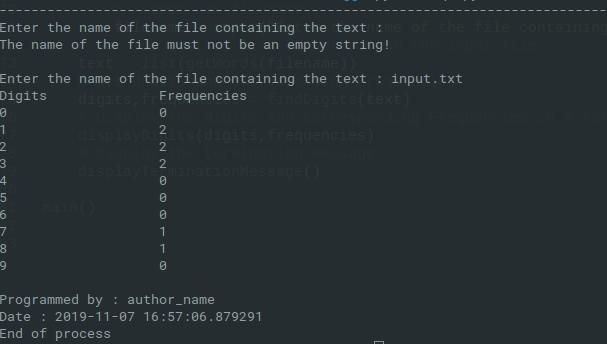 --------------------------------------------------------------------------------
Enter the name of the file containing the text :
The name of the file must not be an empty string!
Enter the name of the file containing the text : input.txt
Digits Frequencies
0 0
1 2
2 2
3 2
4 0
5 0
6 0
7 1
8 1
9 0
Programmed by : author_name
Date : 2019-11-07 16:57:06.879291
End of process